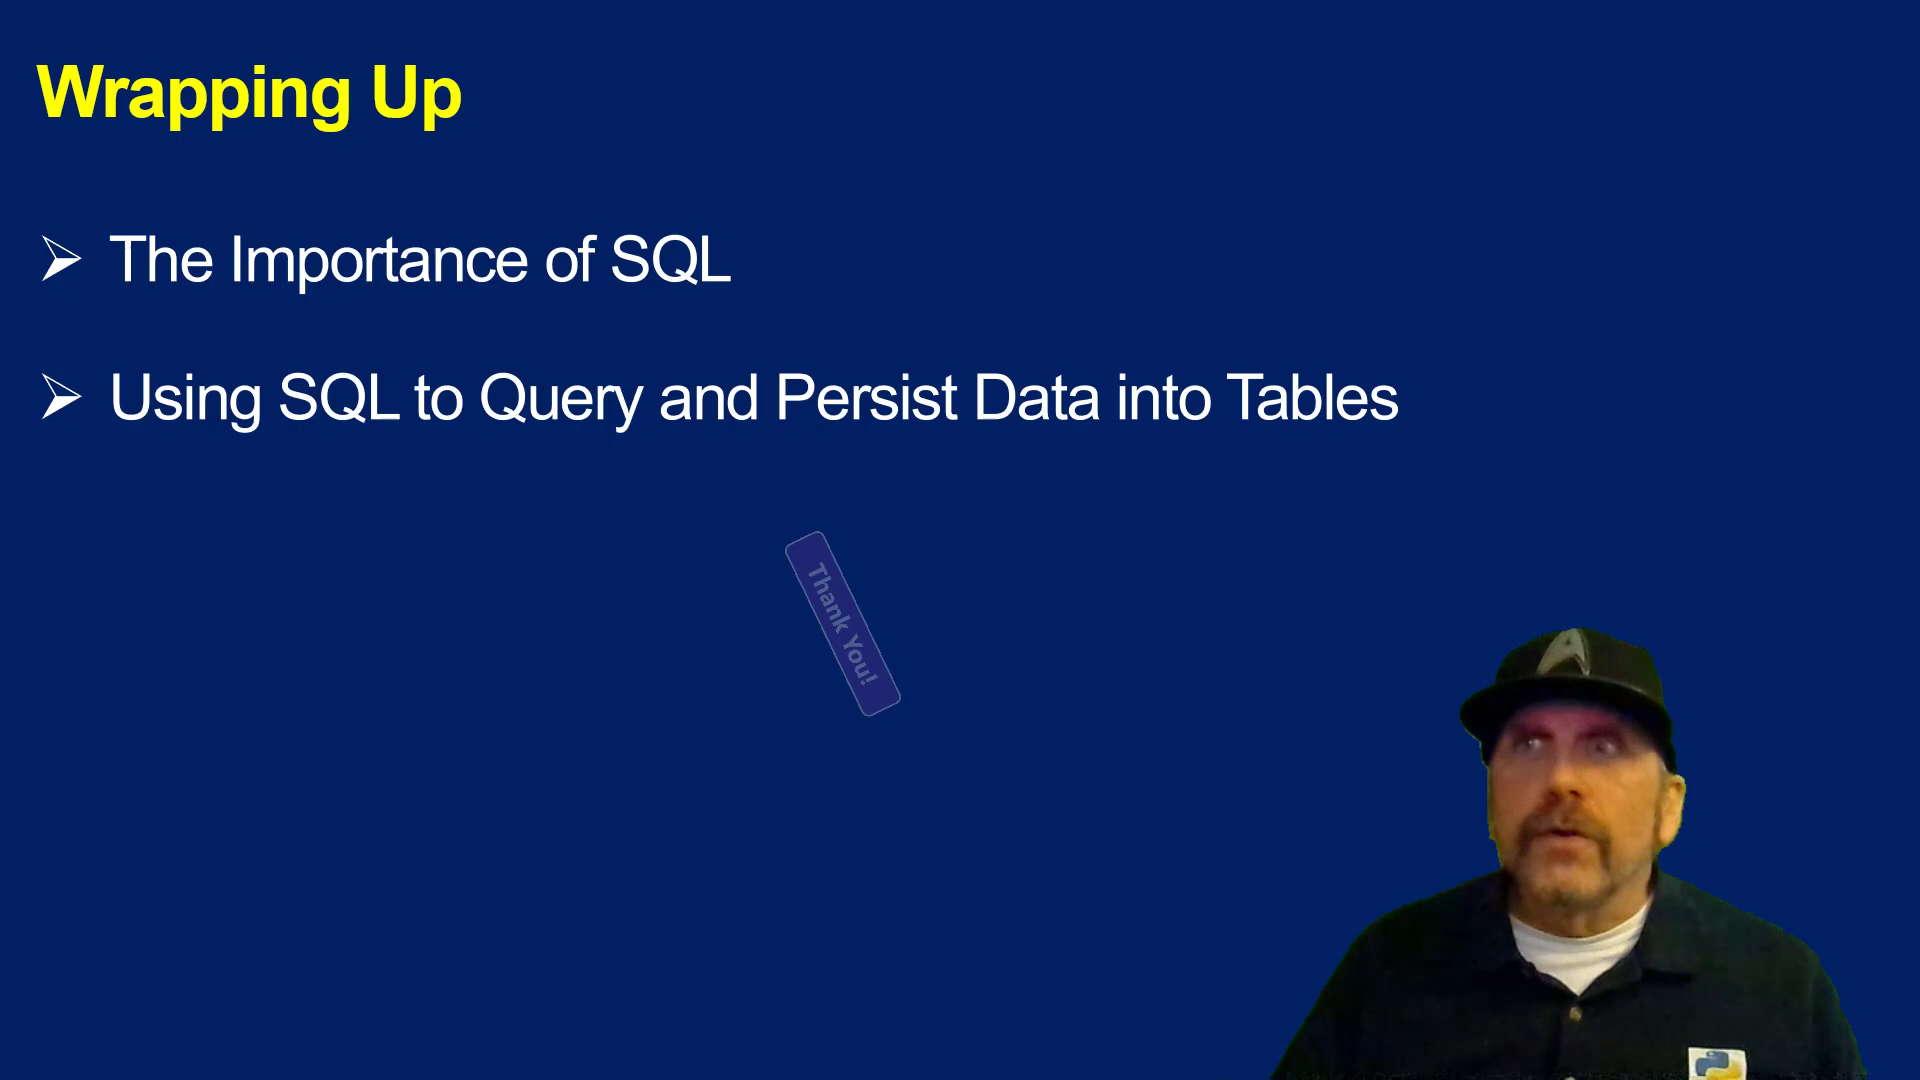 Wrapping Up
➢ The Importance of SQL
➢ Using SQL to Query and Persist Data into Tables
Thank You!